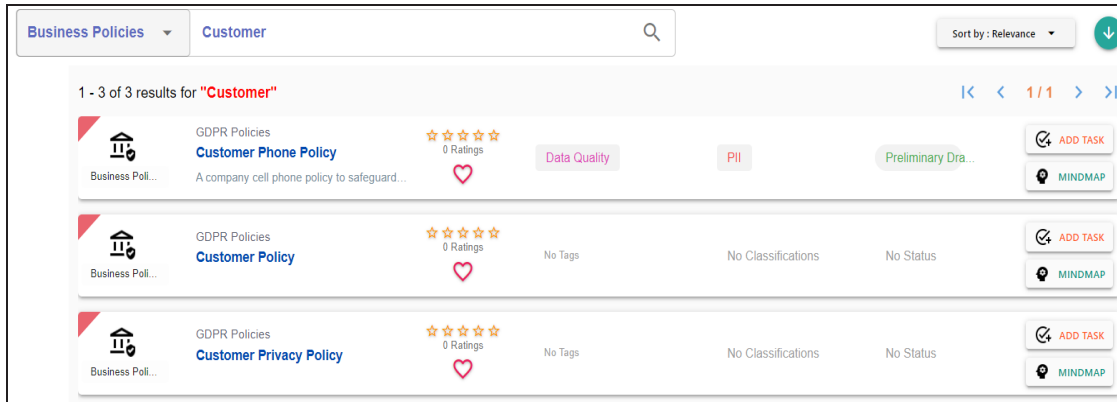 Business Policies
Customer
Sort by : Relevance
1 - 3 of 3 results for "Customer"
1 / 1
GDPR Policies
Customer Phone Policy
A company cell phone policy to safeguard...
Business Poli...
0 Ratings
Data Quality
PII
Preliminary Dra...
ADD TASK
MINDMAP
GDPR Policies
Customer Policy
Business Poli...
0 Ratings
No Tags
No Classifications
No Status
ADD TASK
MINDMAP
GDPR Policies
Customer Privacy Policy
Business Poli...
0 Ratings
No Tags
No Classifications
No Status
ADD TASK
MINDMAP